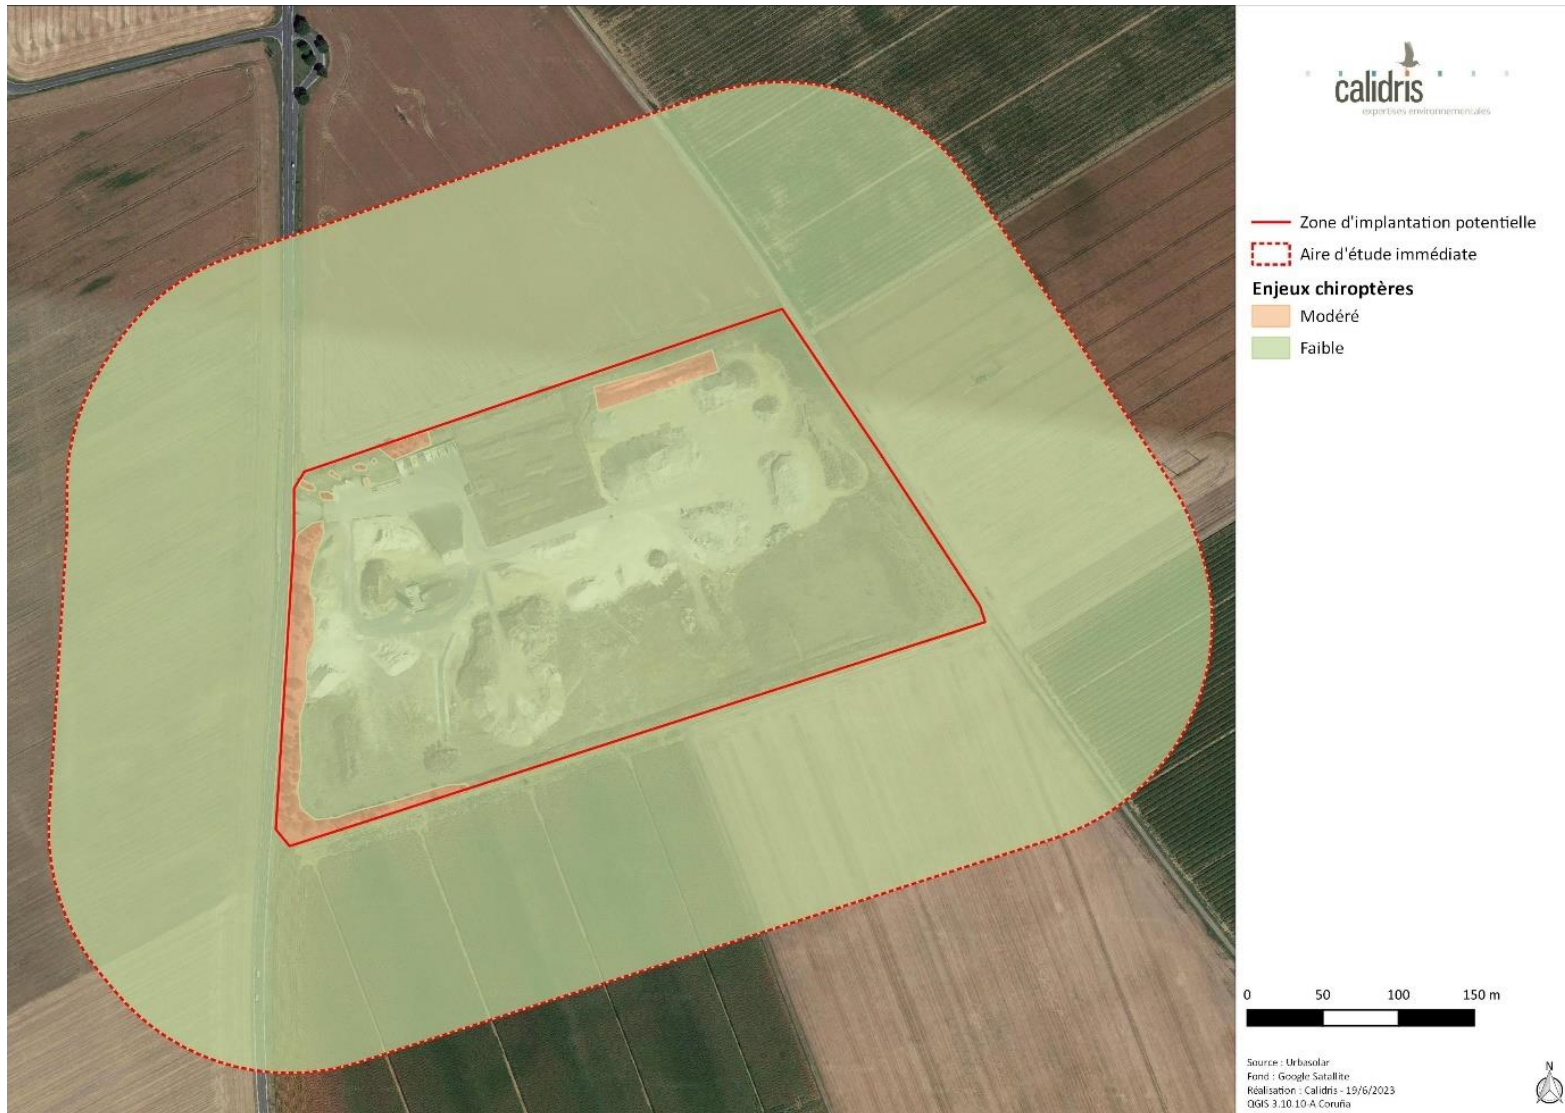 calidris
expertises environnementales
Zone d'implantation potentielle
Aire d'étude immédiate
Enjeux chiroptères
Modéré
Faible
0 50 100 150 m
Source : Urbasolar
Fond : Google Satallite
Réalisation : Calidris - 19/6/2023
QGIS 3.10.10-A Coruña
N